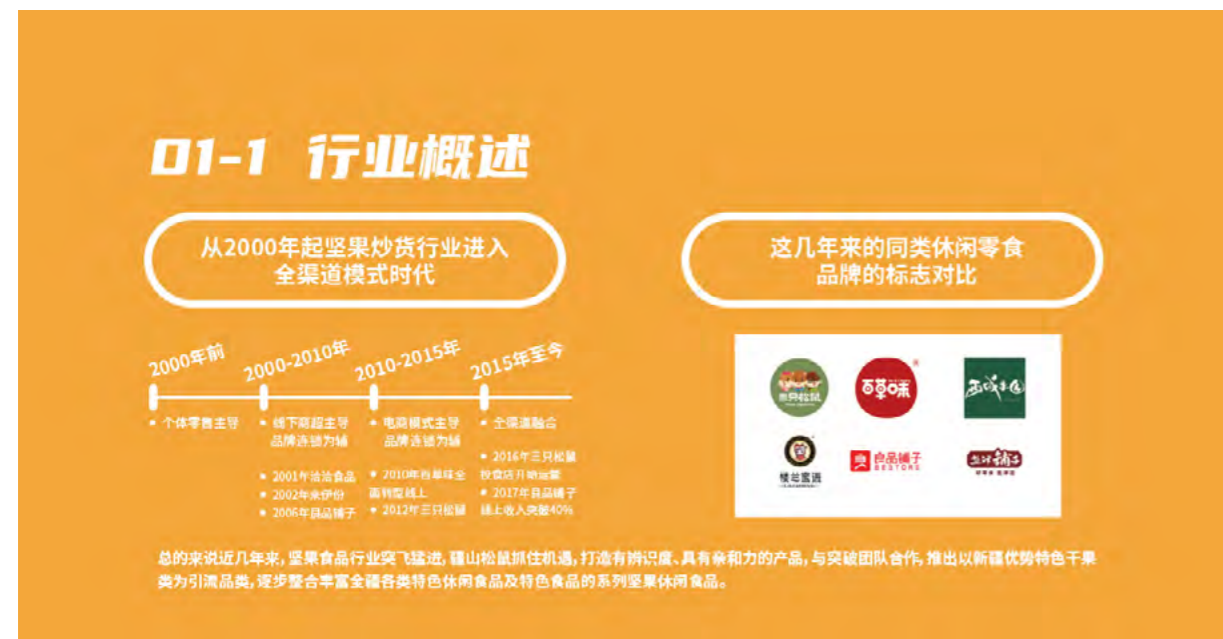 01-1 行业概述
从2000年起坚果炒货行业进入
全渠道模式时代
2000年前
2000-2010年
2010-2015年
2015年至今
• 个体零售主导
• 线下商超主导
品牌连锁为辅
• 2001年洽洽食品
• 2002年来伊份
• 2006年良品铺子
• 电商模式主导
品牌连锁为辅
• 2010年百草味全
面转型线上
• 2012年三只松鼠
• 全渠道融合
• 2016年三只松鼠
投食店开始运营
• 2017年良品铺子
线上收入突破40%
这几年来的同类休闲零食
品牌的标志对比
三只松鼠
百草味
®
西域美农
楼兰蜜语
良品铺子
BESTORE
总的来说近几年来,坚果食品行业突飞猛进,疆山松鼠抓住机遇,打造有辨识度、具有亲和力的产品,与突破团队合作,推出以新疆优势特色干果
类为引流品类,逐步整合丰富全疆各类特色休闲食品及特色食品的系列坚果休闲食品。